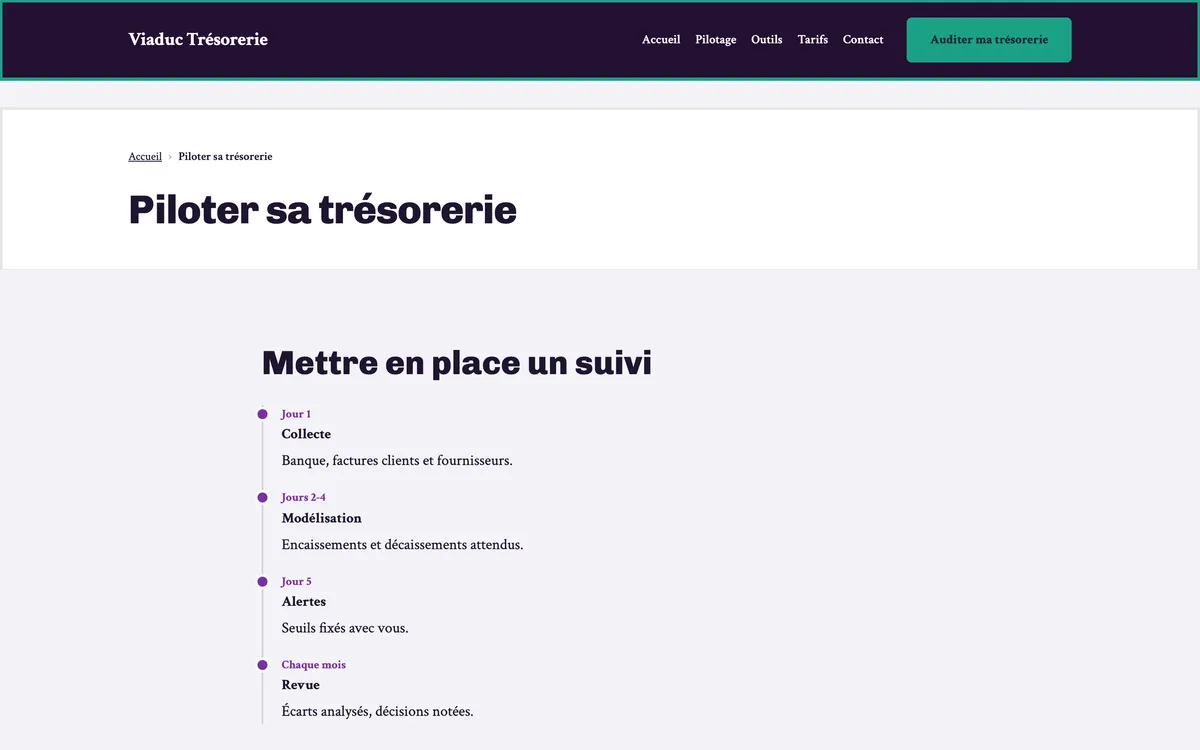 Viaduc Trésorerie
Accueil Pilotage Outils Tarifs Contact Auditer ma trésorerie
Accueil › Piloter sa trésorerie
Piloter sa trésorerie
Mettre en place un suivi
Jour 1
Collecte
Banque, factures clients et fournisseurs.
Jours 2-4
Modélisation
Encaissements et décaissements attendus.
Jour 5
Alertes
Seuils fixés avec vous.
Chaque mois
Revue
Écarts analysés, décisions notées.